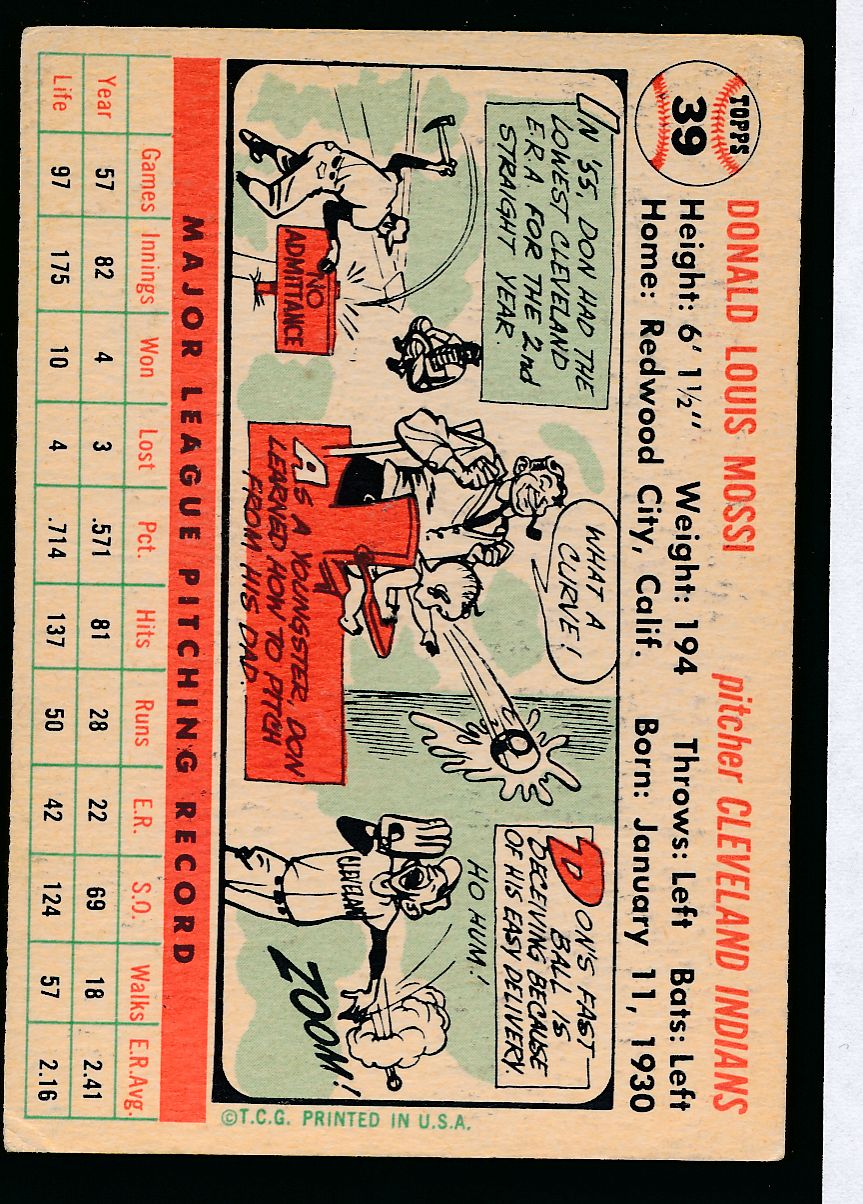 TOPPS
39
DONALD LOUIS MOSSI pitcher CLEVELAND INDIANS
Height: 6' 1½" Weight: 194 Throws: Left Bats: Left
Home: Redwood City, Calif. Born: January 11, 1930
IN '55, DON HAD THE
LOWEST CLEVELAND
E.R.A. FOR THE 2nd
STRAIGHT YEAR.
NO
ADMITTANCE
WHAT A
CURVE!
AS A YOUNGSTER, DON
LEARNED HOW TO PITCH
FROM HIS DAD.
DON'S FAST
BALL IS
DECEIVING BECAUSE
OF HIS EASY DELIVERY
HO HUM!
CLEVELAN
ZOOM!
©T.C.G. PRINTED IN U.S.A.
MAJOR LEAGUE PITCHING RECORD
Games Innings Won Lost Pct. Hits Runs E.R. S.O. Walks E.R.Avg.
Year 57 82 4 3 .571 81 28 22 69 18 2.41
Life 97 175 10 4 .714 137 50 42 124 57 2.16